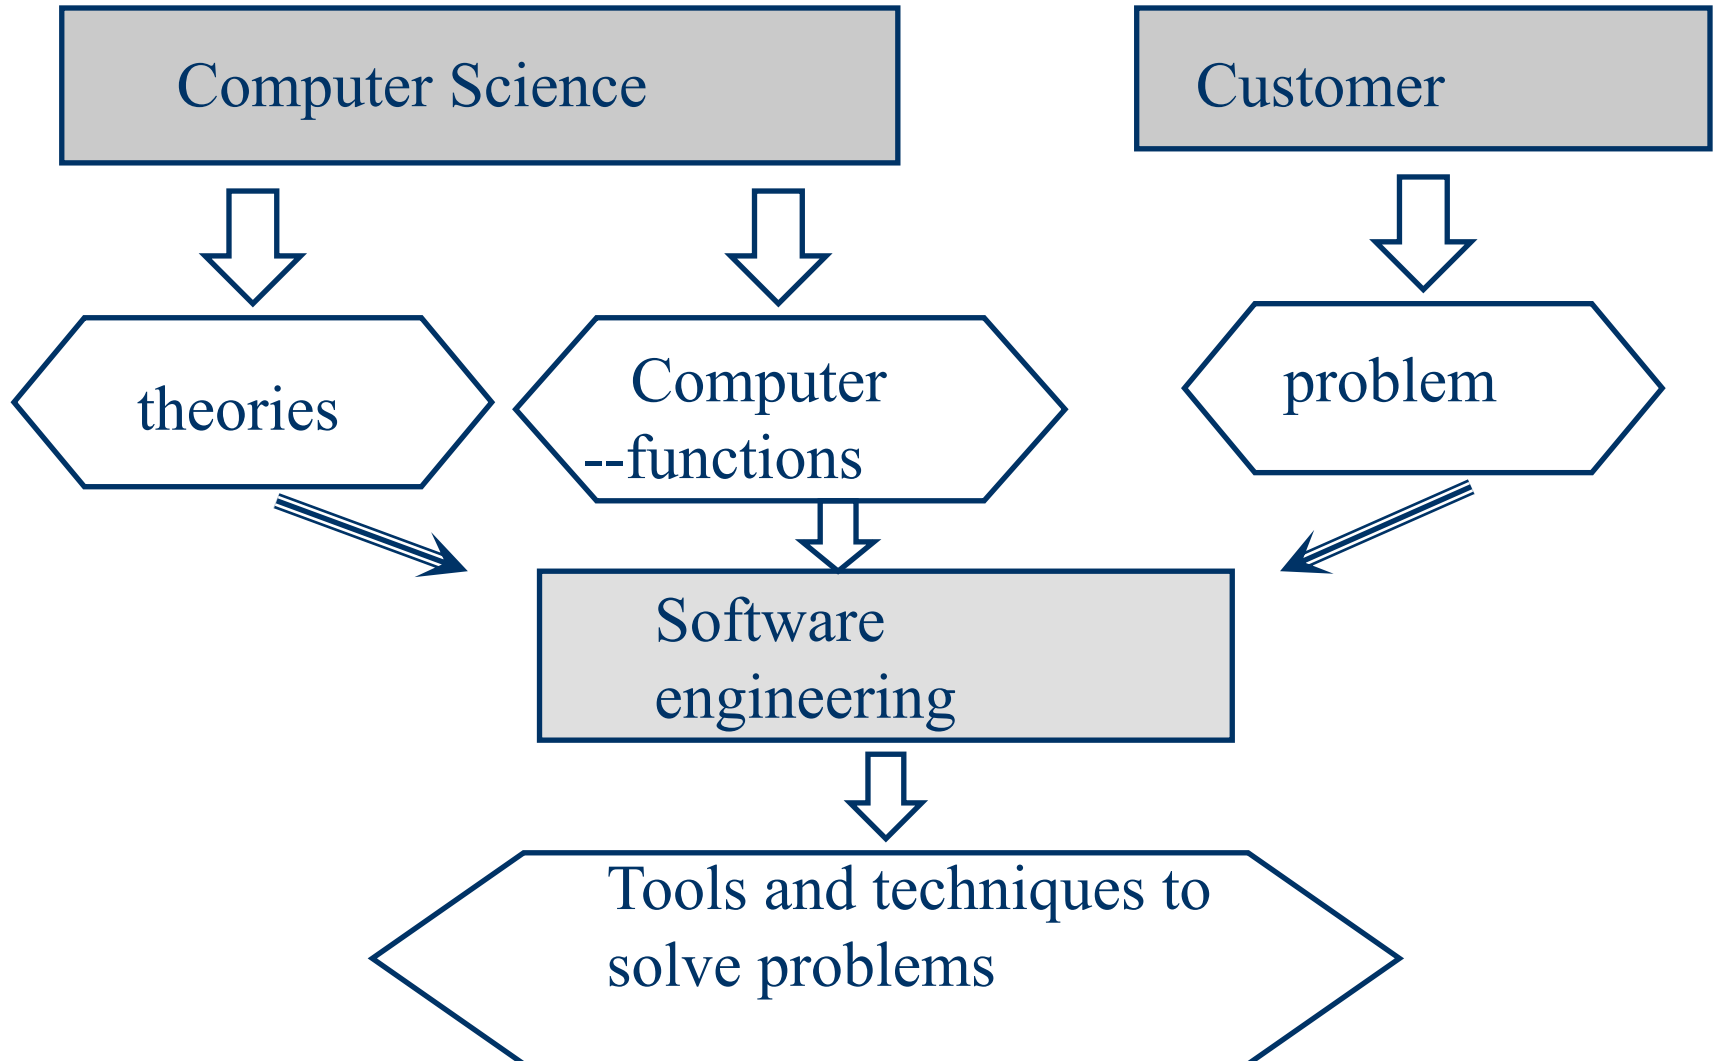 Computer Science
Customer
theories
Computer
--functions
problem
Software
engineering
Tools and techniques to
solve problems